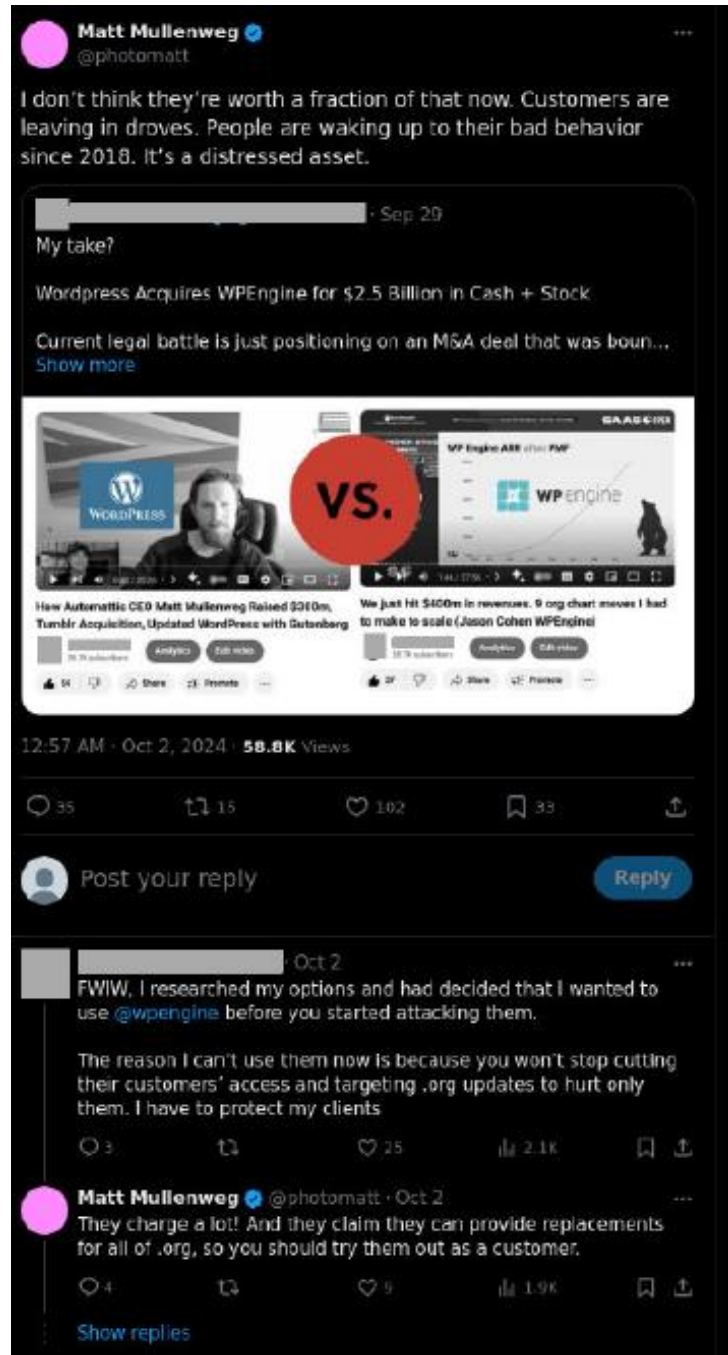 Matt Mullenweg
@photomatt
I don't think they're worth a fraction of that now. Customers are
leaving in droves. People are waking up to their bad behavior
since 2018. It's a distressed asset.
· Sep 29
My take?
Wordpress Acquires WPEngine for $2.5 Billion in Cash + Stock
Current legal battle is just positioning on an M&A deal that was boun...
Show more
WORDPRESS
VS.
WP Engine ARR after PMF
WP engine
How Automattic CEO Matt Mullenweg Raised $300m,
Tumblr Acquisition, Updated WordPress with Gutenberg
Analytics
Edit video
Share
Promote
We just hit $400m in revenues. 9 org chart moves I had
to make to scale (Jason Cohen WPEngine)
Analytics
Edit video
Share
Promote
12:57 AM · Oct 2, 2024 · 58.8K Views
35 15 102 33
Post your reply
Reply
· Oct 2
FWIW, I researched my options and had decided that I wanted to
use @wpengine before you started attacking them.
The reason I can't use them now is because you won't stop cutting
their customers' access and targeting .org updates to hurt only
them. I have to protect my clients
3 25 2.1K
Matt Mullenweg @photomatt · Oct 2
They charge a lot! And they claim they can provide replacements
for all of .org, so you should try them out as a customer.
4 9 1.9K
Show replies